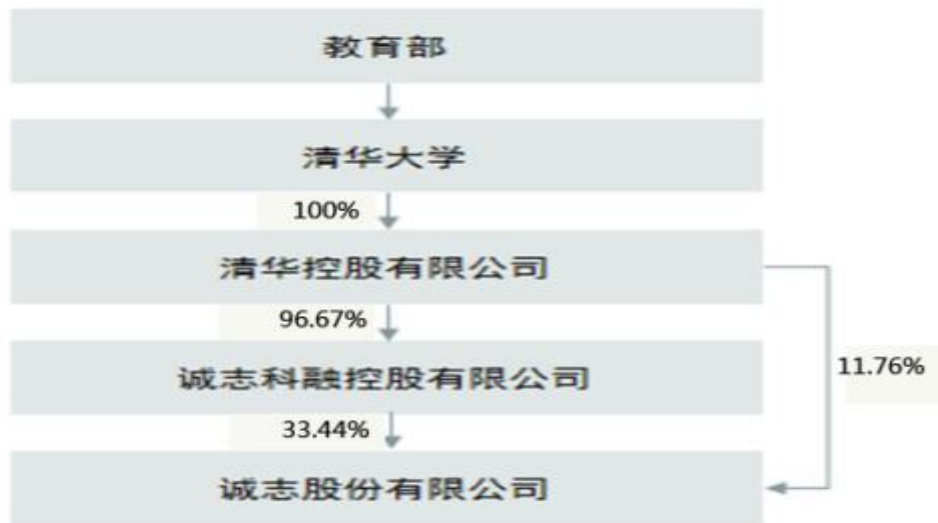 教育部
清华大学
100%
清华控股有限公司
96.67%
诚志科融控股有限公司
11.76%
33.44%
诚志股份有限公司